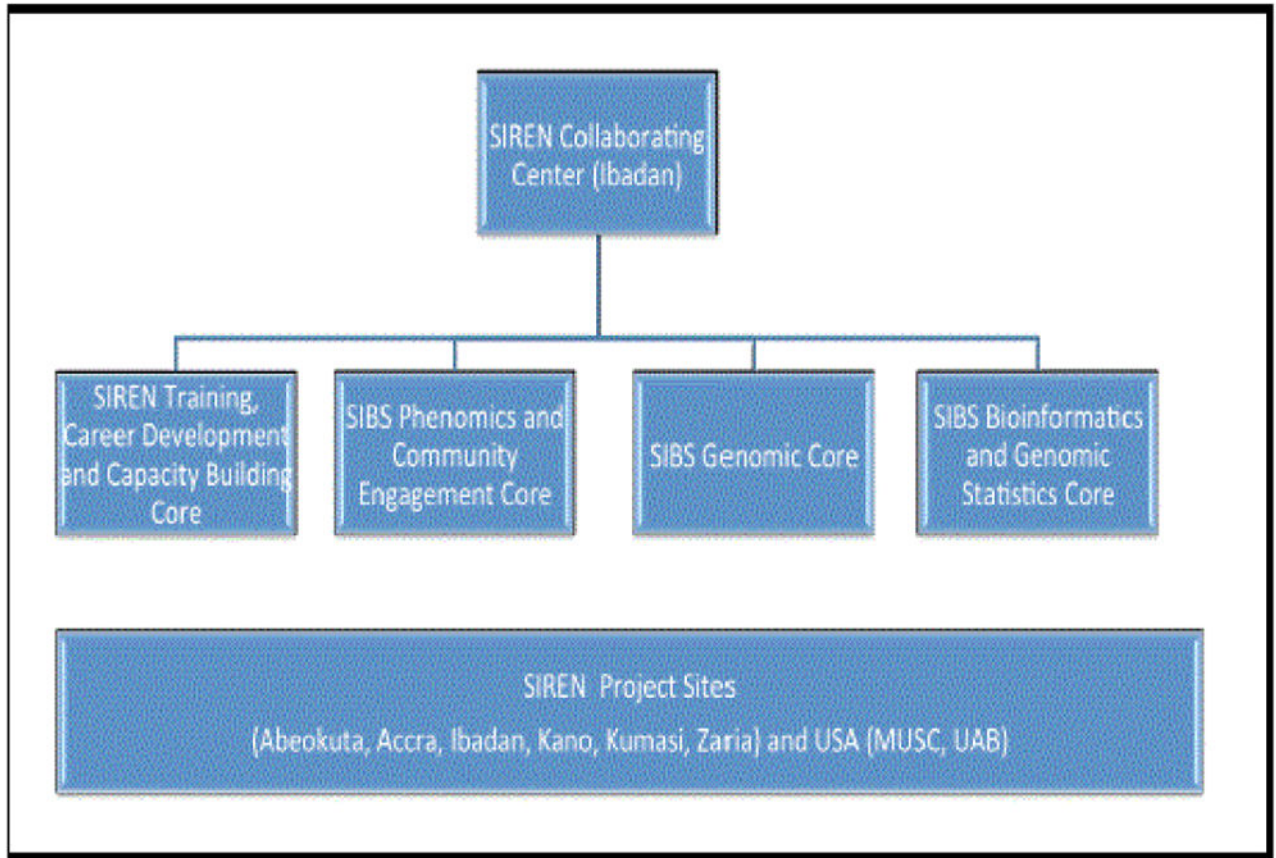 SIREN Collaborating
Center (Ibadan)
SIREN Training,
Career Development
and Capacity Building
Core
SIBS Phenomics and
Community
Engagement Core
SIBS Genomic Core
SIBS Bioinformatics
and Genomic
Statistics Core
SIREN Project Sites
(Abeokuta, Accra, Ibadan, Kano, Kumasi, Zaria) and USA (MUSC, UAB)